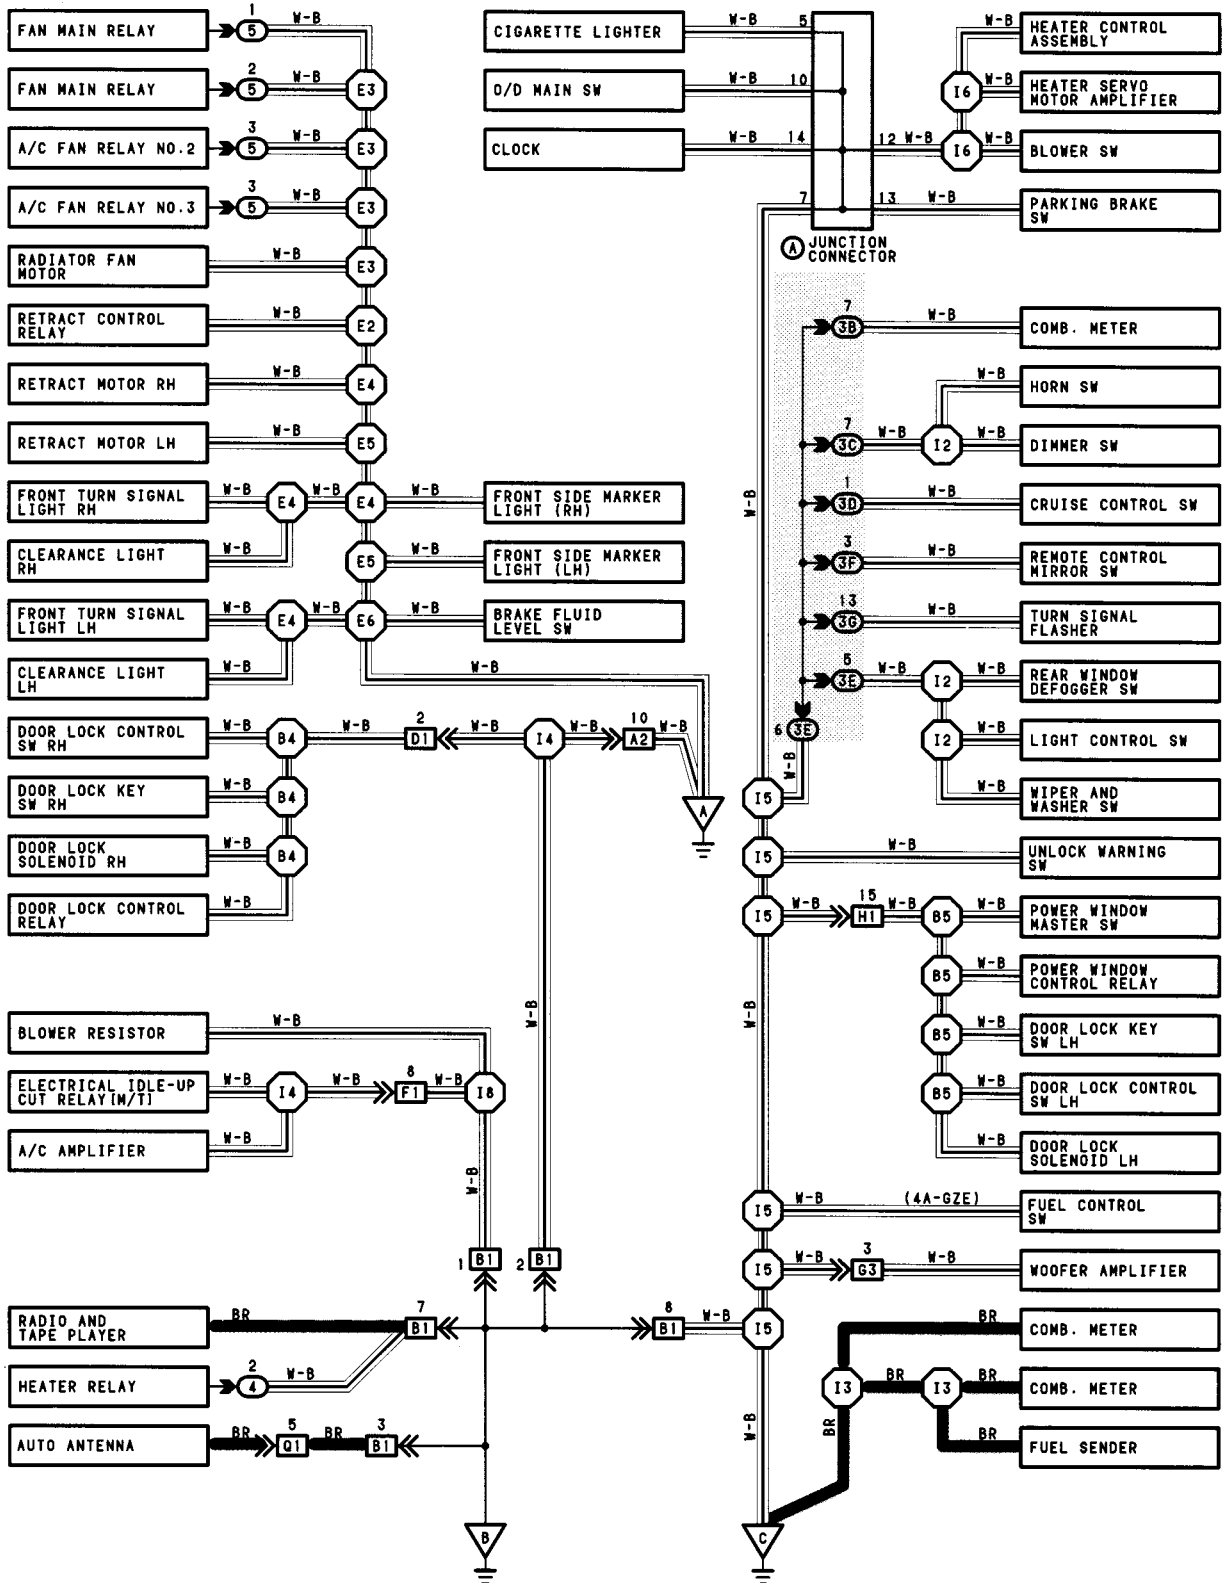 FAN MAIN RELAY
1
5
W-B
FAN MAIN RELAY
2
5
W-B
E3
A/C FAN RELAY NO.2
3
5
W-B
E3
A/C FAN RELAY NO.3
3
5
W-B
E3
RADIATOR FAN
MOTOR
W-B
E3
RETRACT CONTROL
RELAY
W-B
E2
RETRACT MOTOR RH
W-B
E4
RETRACT MOTOR LH
W-B
E5
FRONT TURN SIGNAL
LIGHT RH
W-B
E4
W-B
E4
W-B
FRONT SIDE MARKER
LIGHT (RH)
CLEARANCE LIGHT
RH
W-B
E5
W-B
FRONT SIDE MARKER
LIGHT (LH)
FRONT TURN SIGNAL
LIGHT LH
W-B
E4
W-B
E6
W-B
BRAKE FLUID
LEVEL SW
CLEARANCE LIGHT
LH
W-B
W-B
DOOR LOCK CONTROL
SW RH
W-B
B4
W-B
2
D1
W-B
I4
W-B
10
A2
W-B
DOOR LOCK KEY
SW RH
W-B
B4
A
DOOR LOCK
SOLENOID RH
W-B
B4
DOOR LOCK CONTROL
RELAY
W-B
BLOWER RESISTOR
W-B
W-B
ELECTRICAL IDLE-UP
CUT RELAY(M/T)
W-B
I4
W-B
8
F1
W-B
I8
A/C AMPLIFIER
W-B
W-B
1
B1
2
B1
RADIO AND
TAPE PLAYER
BR
7
B1
8
B1
W-B
I5
HEATER RELAY
2
4
W-B
AUTO ANTENNA
BR
5
Q1
BR
3
B1
B
CIGARETTE LIGHTER
W-B
5
O/D MAIN SW
W-B
10
CLOCK
W-B
14
7
12
W-B
13
W-B
A
JUNCTION
CONNECTOR
W-B
HEATER CONTROL
ASSEMBLY
I6
W-B
HEATER SERVO
MOTOR AMPLIFIER
I6
W-B
BLOWER SW
PARKING BRAKE
SW
7
3B
W-B
COMB. METER
W-B
HORN SW
7
3C
W-B
I2
W-B
DIMMER SW
W-B
1
3D
W-B
CRUISE CONTROL SW
3
3F
W-B
REMOTE CONTROL
MIRROR SW
13
3G
W-B
TURN SIGNAL
FLASHER
5
3E
W-B
I2
W-B
REAR WINDOW
DEFOGGER SW
6
3E
W-B
I2
W-B
LIGHT CONTROL SW
W-B
WIPER AND
WASHER SW
I5
I5
W-B
UNLOCK WARNING
SW
I5
W-B
15
H1
W-B
B5
W-B
POWER WINDOW
MASTER SW
B5
W-B
POWER WINDOW
CONTROL RELAY
W-B
B5
W-B
DOOR LOCK KEY
SW LH
B5
W-B
DOOR LOCK CONTROL
SW LH
W-B
DOOR LOCK
SOLENOID LH
I5
W-B
(4A-GZE)
FUEL CONTROL
SW
I5
W-B
3
G3
W-B
WOOFER AMPLIFIER
BR
COMB. METER
I3
BR
I3
BR
COMB. METER
W-B
BR
BR
FUEL SENDER
C